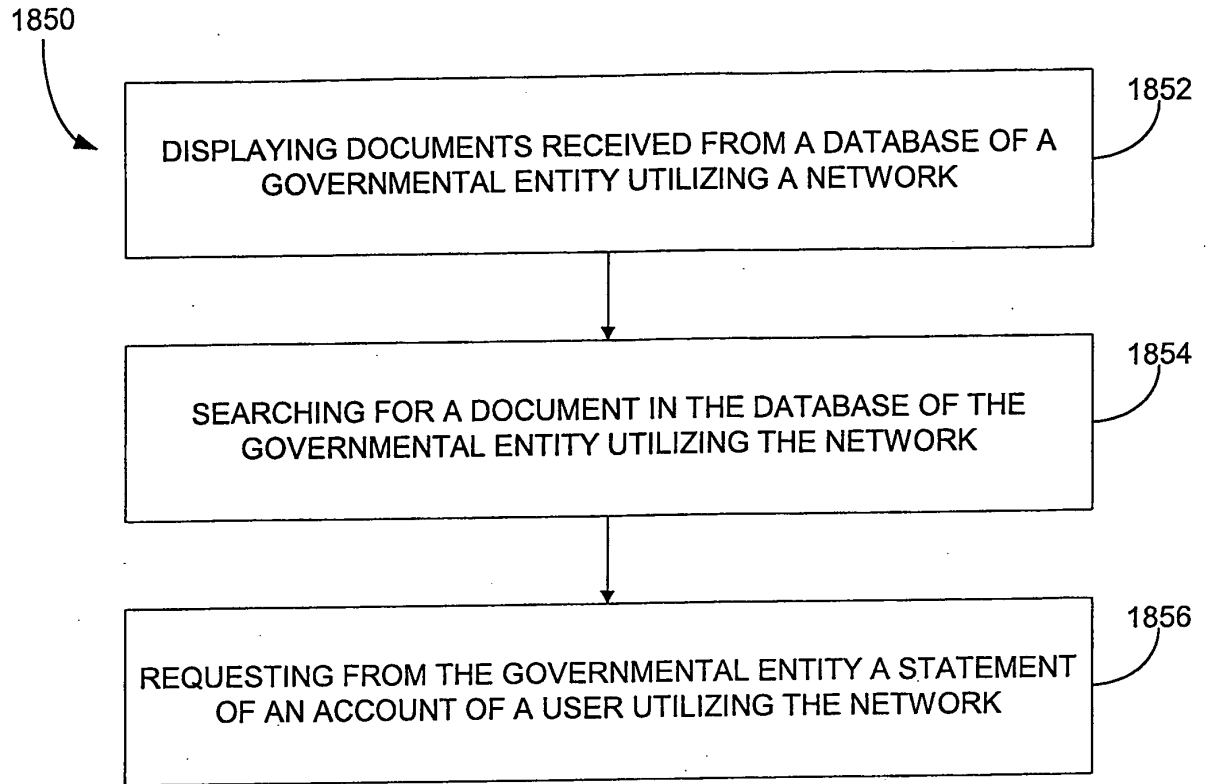 1850
1852
DISPLAYING DOCUMENTS RECEIVED FROM A DATABASE OF A
GOVERNMENTAL ENTITY UTILIZING A NETWORK
1854
SEARCHING FOR A DOCUMENT IN THE DATABASE OF THE
GOVERNMENTAL ENTITY UTILIZING THE NETWORK
1856
REQUESTING FROM THE GOVERNMENTAL ENTITY A STATEMENT
OF AN ACCOUNT OF A USER UTILIZING THE NETWORK